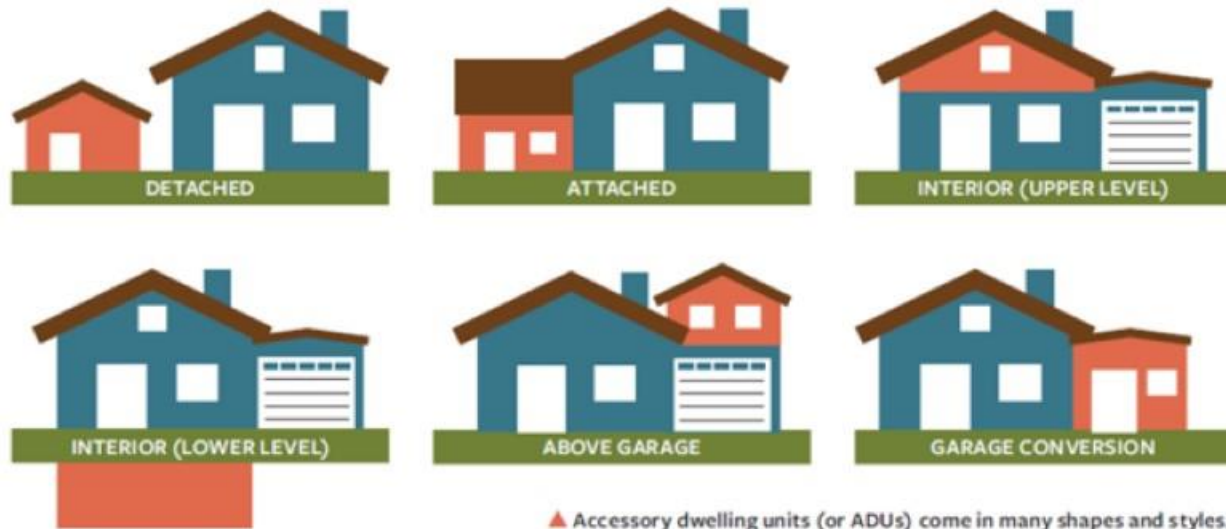 DETACHED
ATTACHED
INTERIOR (UPPER LEVEL)
INTERIOR (LOWER LEVEL)
ABOVE GARAGE
GARAGE CONVERSION
Accessory dwelling units (or ADUs) come in many shapes and styles